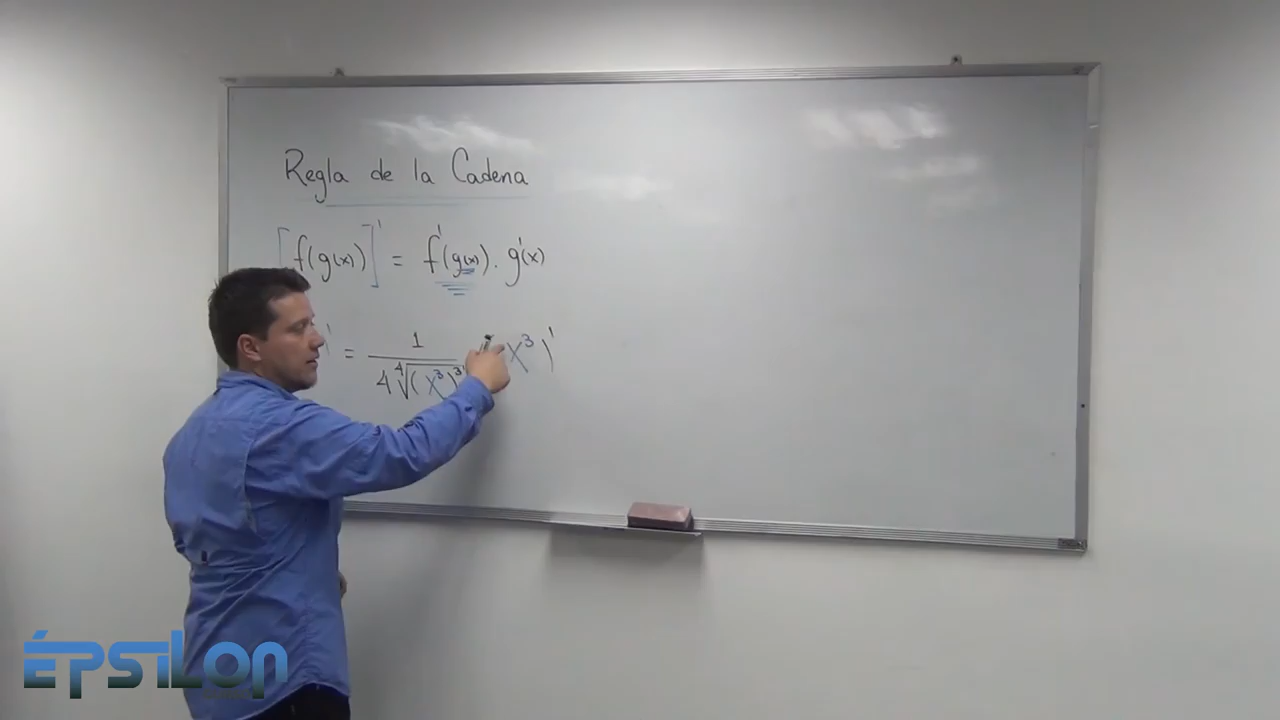 Regla de la Cadena
[f(g(x)]' = f'(g(x)). g'(x)
' = 1 / 4 ∜(x³)³ x³)'
ÉPSILON